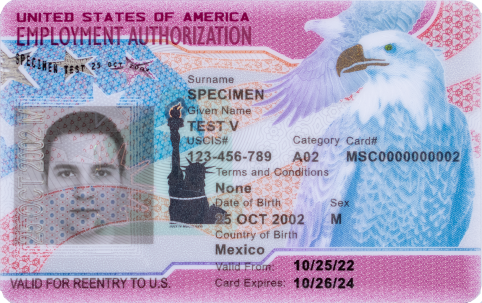 UNITED STATES OF AMERICA
EMPLOYMENT AUTHORIZATION
SPECIMEN TEST 25 OCT 2002
Surname
SPECIMEN
Given Name
TEST V
USCIS# Category Card#
123-456-789 A02 MSC0000000002
Terms and Conditions
None
Date of Birth Sex
25 OCT 2002 M
Country of Birth
Mexico
Valid From: 10/25/22
Card Expires: 10/26/24
VALID FOR REENTRY TO U.S.